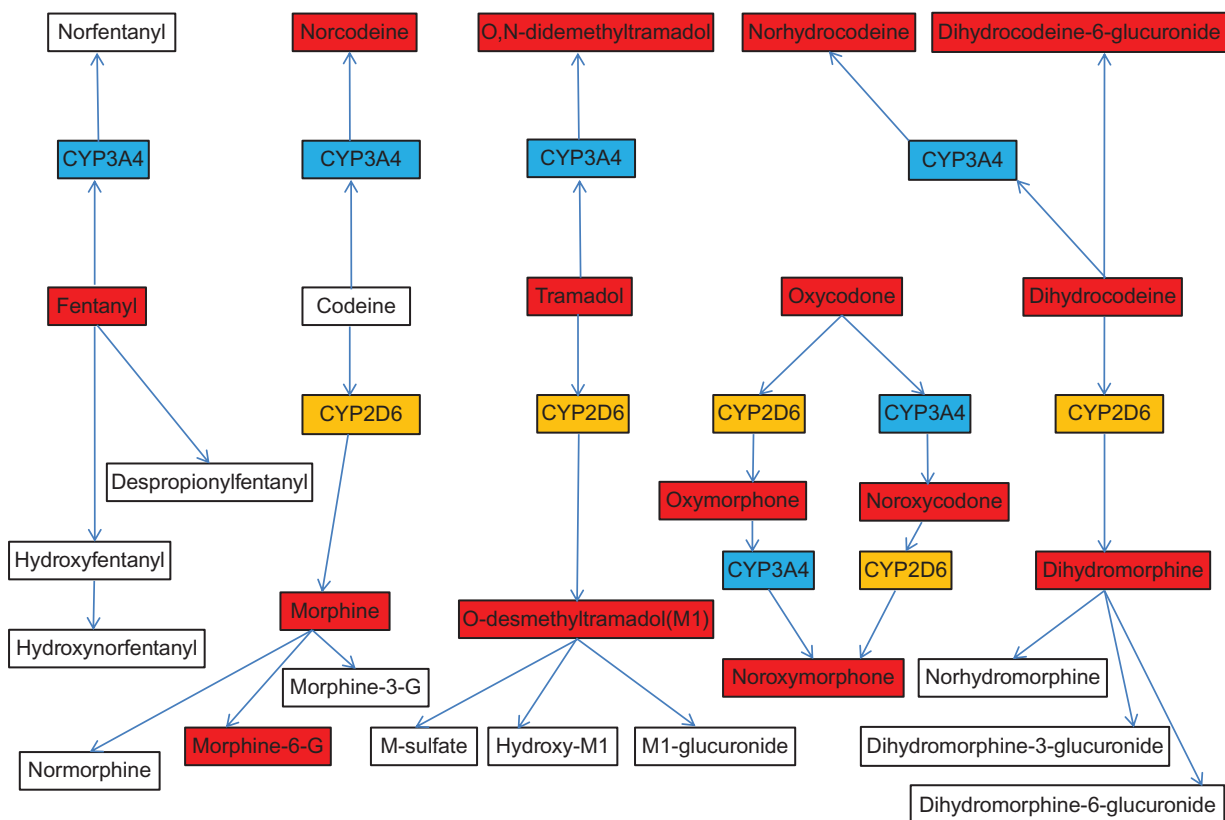 Norfentanyl
Norcodeine
O,N-didemethyltramadol
Norhydrocodeine
Dihydrocodeine-6-glucuronide
CYP3A4
CYP3A4
CYP3A4
CYP3A4
Fentanyl
Codeine
Tramadol
Oxycodone
Dihydrocodeine
CYP2D6
CYP2D6
CYP2D6
CYP3A4
CYP2D6
Despropionylfentanyl
Oxymorphone
Noroxycodone
Hydroxyfentanyl
CYP3A4
CYP2D6
Dihydromorphine
Morphine
O-desmethyltramadol(M1)
Hydroxynorfentanyl
Morphine-3-G
Noroxymorphone
Norhydromorphine
Normorphine
Morphine-6-G
M-sulfate
Hydroxy-M1
M1-glucuronide
Dihydromorphine-3-glucuronide
Dihydromorphine-6-glucuronide